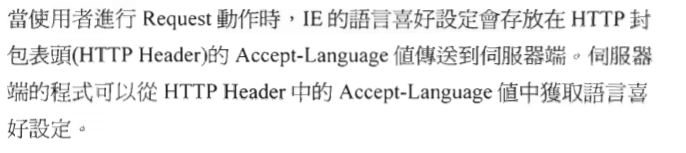 當使用者進行 Request 動作時，IE 的語言喜好設定會存放在 HTTP 封
包表頭(HTTP Header)的 Accept-Language 值傳送到伺服器端。伺服器
端的程式可以從 HTTP Header 中的 Accept-Language 值中獲取語言喜
好設定。